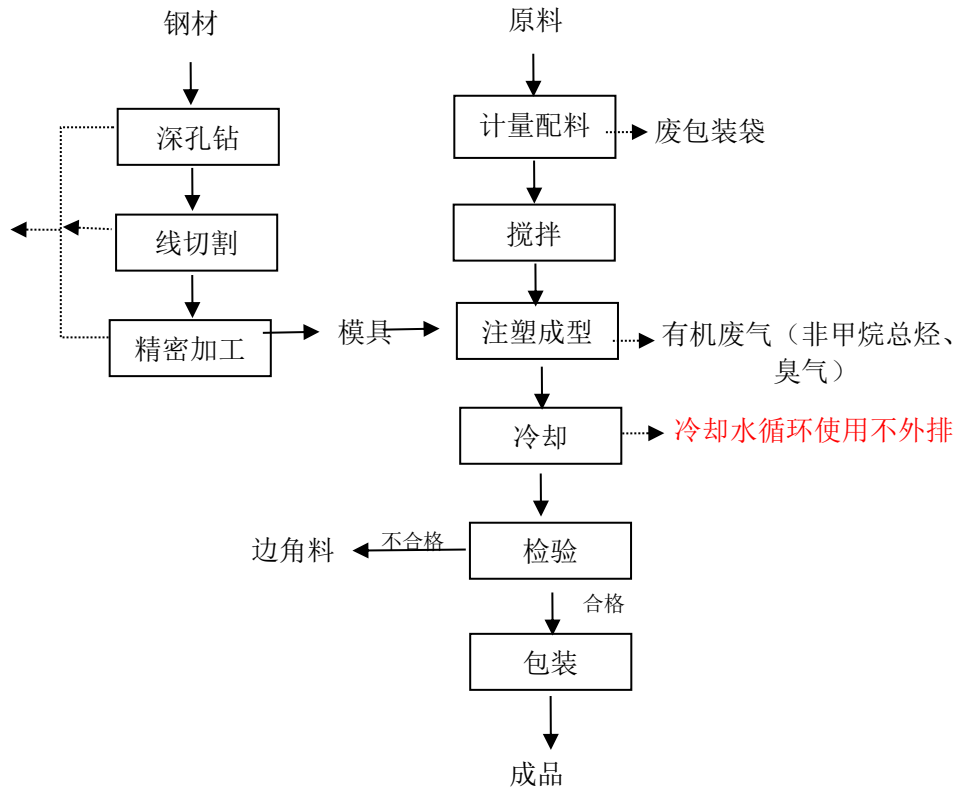 钢材
原料
深孔钻
计量配料
废包装袋
线切割
搅拌
精密加工
模具
注塑成型
有机废气（非甲烷总烃、
臭气）
冷却
冷却水循环使用不外排
边角料
不合格
检验
合格
包装
成品